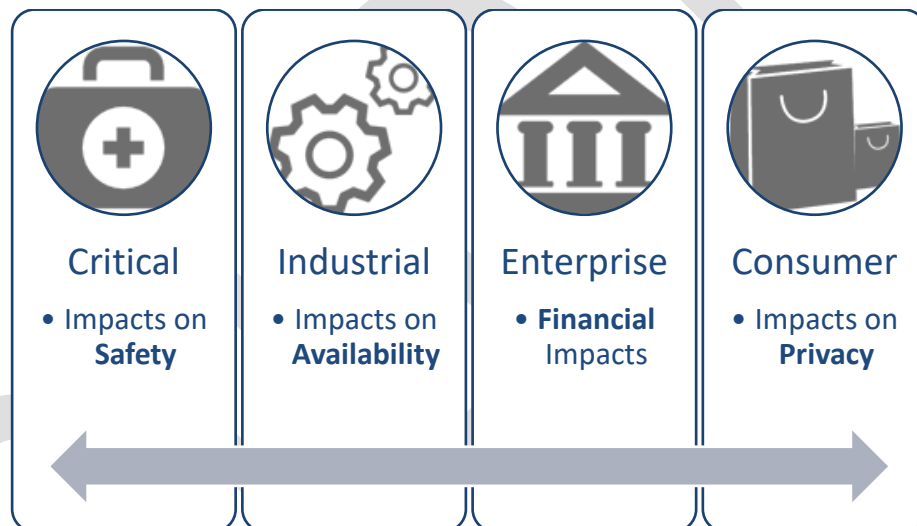 Critical
• Impacts on
Safety
Industrial
• Impacts on
Availability
Enterprise
• Financial
Impacts
Consumer
• Impacts on
Privacy